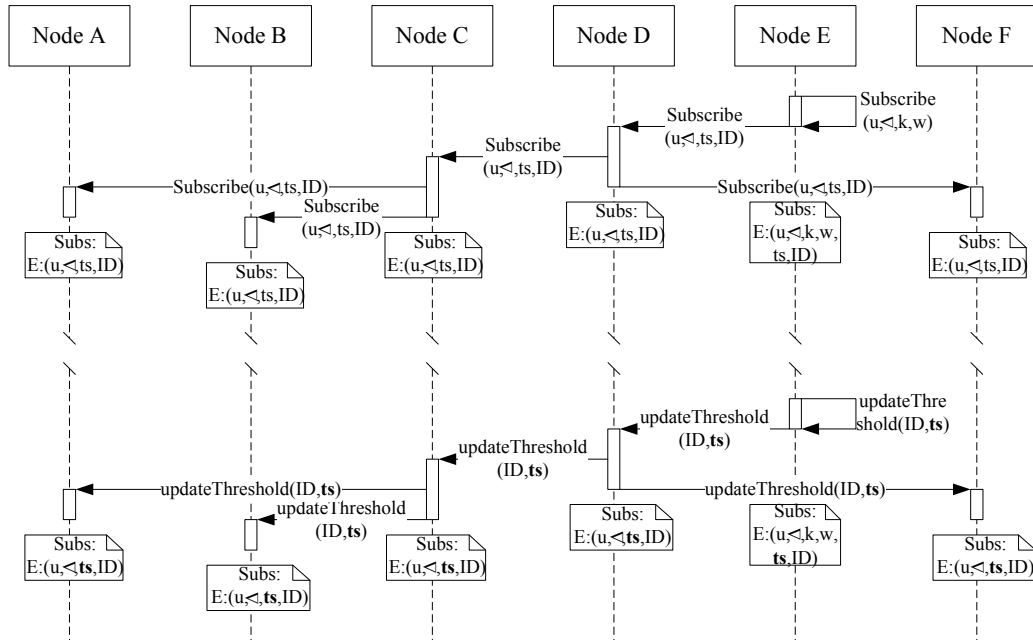 Node A
Node B
Node C
Node D
Node E
Node F
Subscribe
(u,⊲,k,w)
Subscribe
(u,⊲,ts,ID)
Subscribe
(u,⊲,ts,ID)
Subscribe(u,⊲,ts,ID)
Subscribe(u,⊲,ts,ID)
Subscribe
(u,⊲,ts,ID)
Subs:
E:(u,⊲,ts,ID)
Subs:
E:(u,⊲,ts,ID)
Subs:
E:(u,⊲,ts,ID)
Subs:
E:(u,⊲,ts,ID)
Subs:
E:(u,⊲,k,w,
ts,ID)
Subs:
E:(u,⊲,ts,ID)
updateThre
shold(ID,ts)
updateThreshold
(ID,ts)
updateThreshold
(ID,ts)
updateThreshold(ID,ts)
updateThreshold(ID,ts)
updateThreshold
(ID,ts)
Subs:
E:(u,⊲,ts,ID)
Subs:
E:(u,⊲,ts,ID)
Subs:
E:(u,⊲,ts,ID)
Subs:
E:(u,⊲,ts,ID)
Subs:
E:(u,⊲,k,w,
ts,ID)
Subs:
E:(u,⊲,ts,ID)